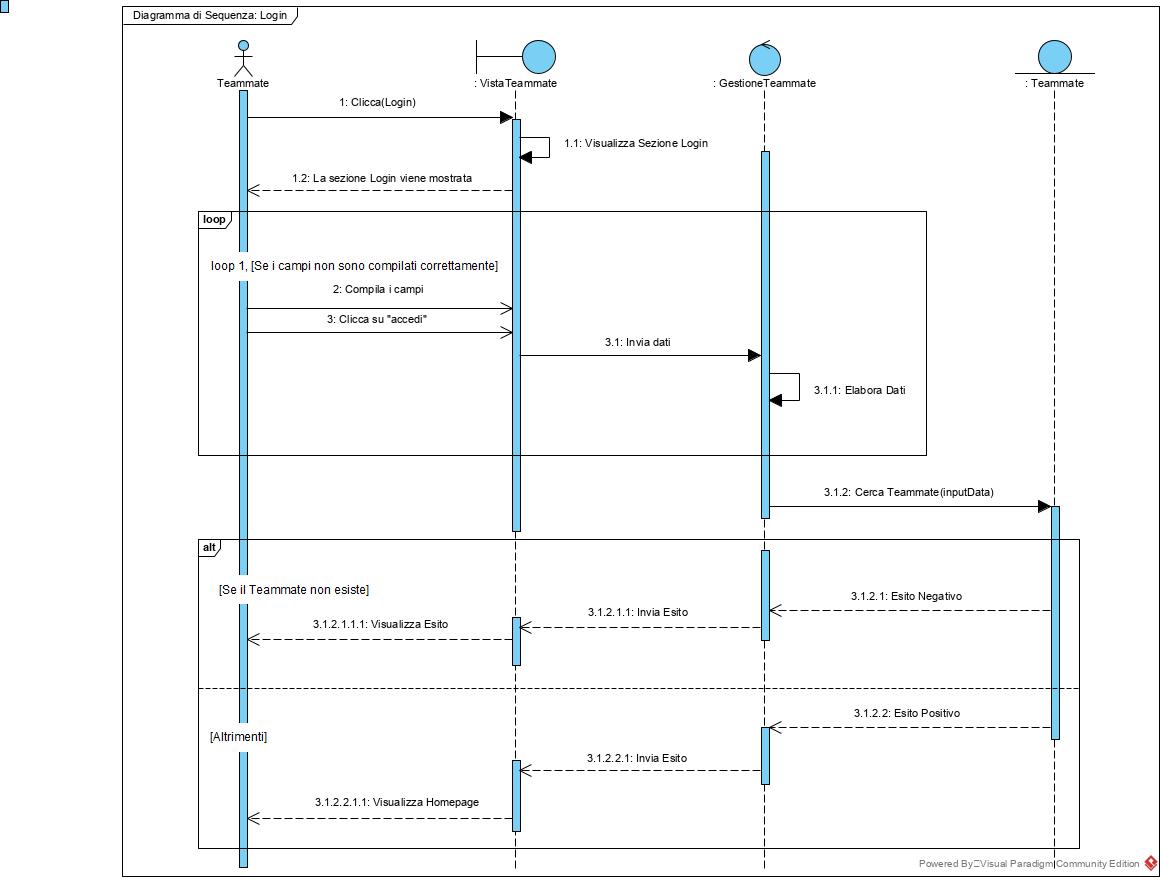 Diagramma di Sequenza: Login
Teammate
: VistaTeammate
: GestioneTeammate
: Teammate
1: Clicca(Login)
1.1: Visualizza Sezione Login
1.2: La sezione Login viene mostrata
loop
loop 1, [Se i campi non sono compilati correttamente]
2: Compila i campi
3: Clicca su "accedi"
3.1: Invia dati
3.1.1: Elabora Dati
3.1.2: Cerca Teammate(inputData)
alt
[Se il Teammate non esiste]
3.1.2.1: Esito Negativo
3.1.2.1.1: Invia Esito
3.1.2.1.1.1: Visualizza Esito
3.1.2.2: Esito Positivo
[Altrimenti]
3.1.2.2.1: Invia Esito
3.1.2.2.1.1: Visualizza Homepage
Powered By Visual Paradigm Community Edition